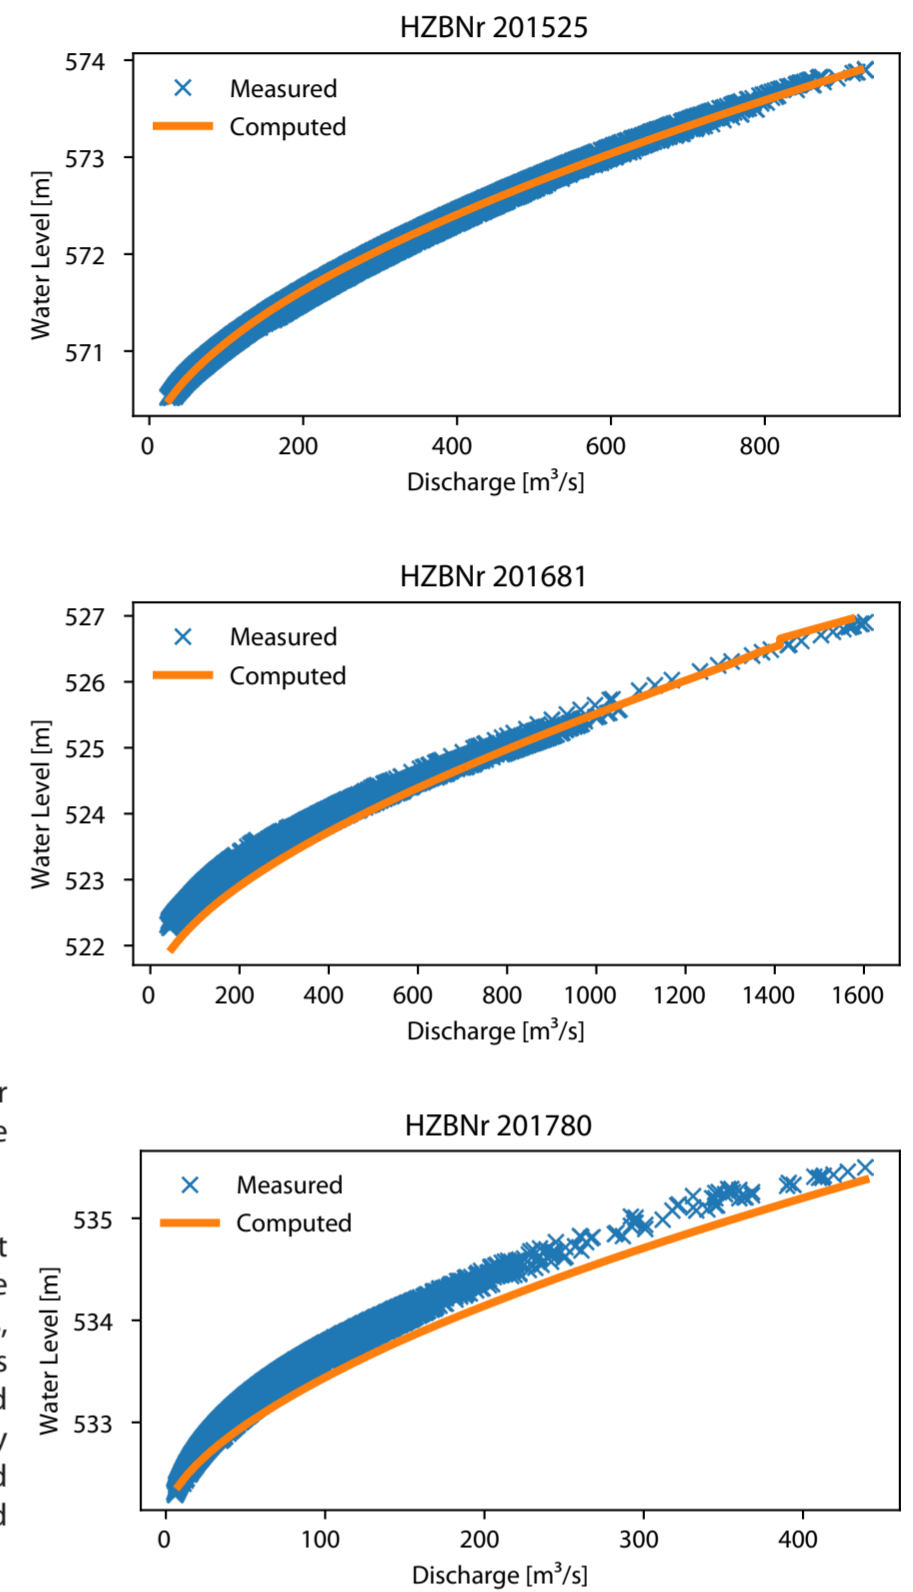 HZBNr 201525
574
573
572
571
Water Level [m]
Measured
Computed
0 200 400 600 800
Discharge [m³/s]
HZBNr 201681
527
526
525
524
523
522
Water Level [m]
Measured
Computed
0 200 400 600 800 1000 1200 1400 1600
Discharge [m³/s]
HZBNr 201780
535
534
533
Water Level [m]
Measured
Computed
0 100 200 300 400
Discharge [m³/s]